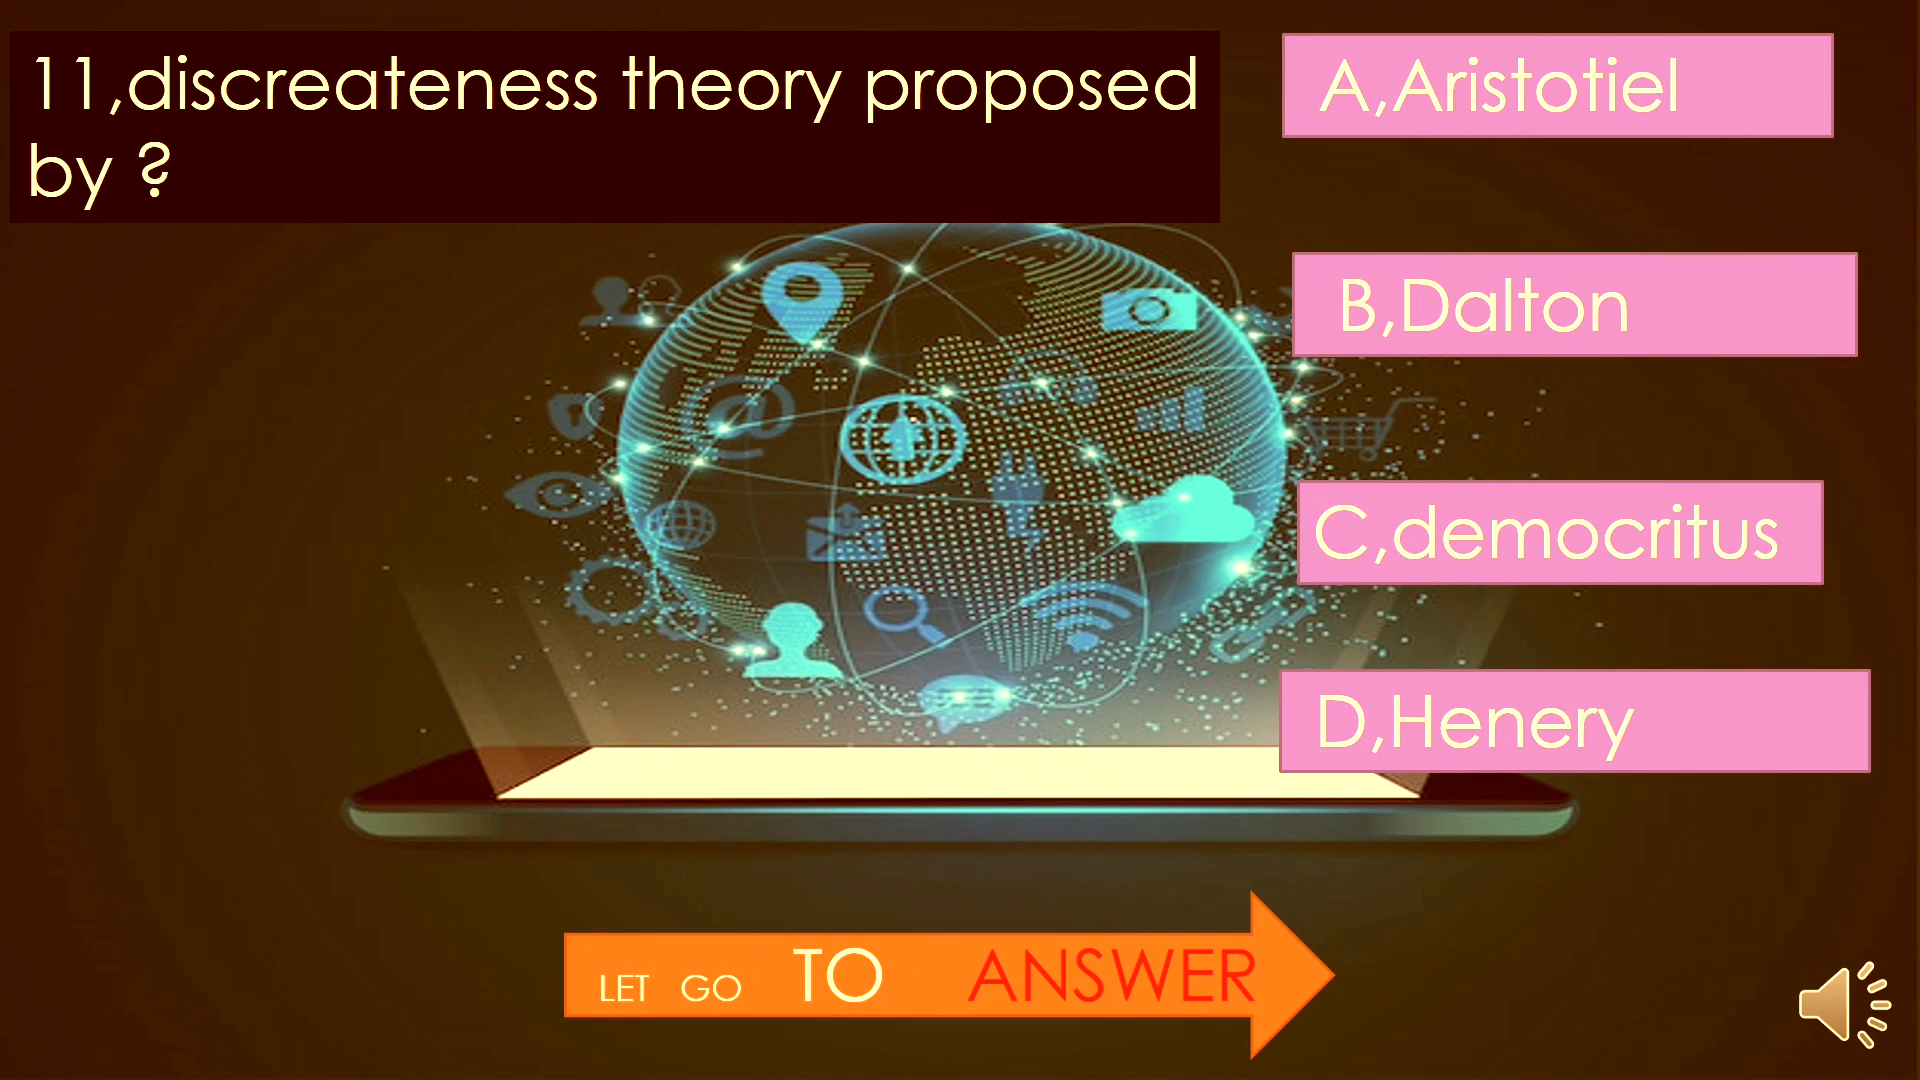 11,discreateness theory proposed
by ?
A,Aristotiel
B,Dalton
C,democritus
D,Henery
LET GO TO ANSWER